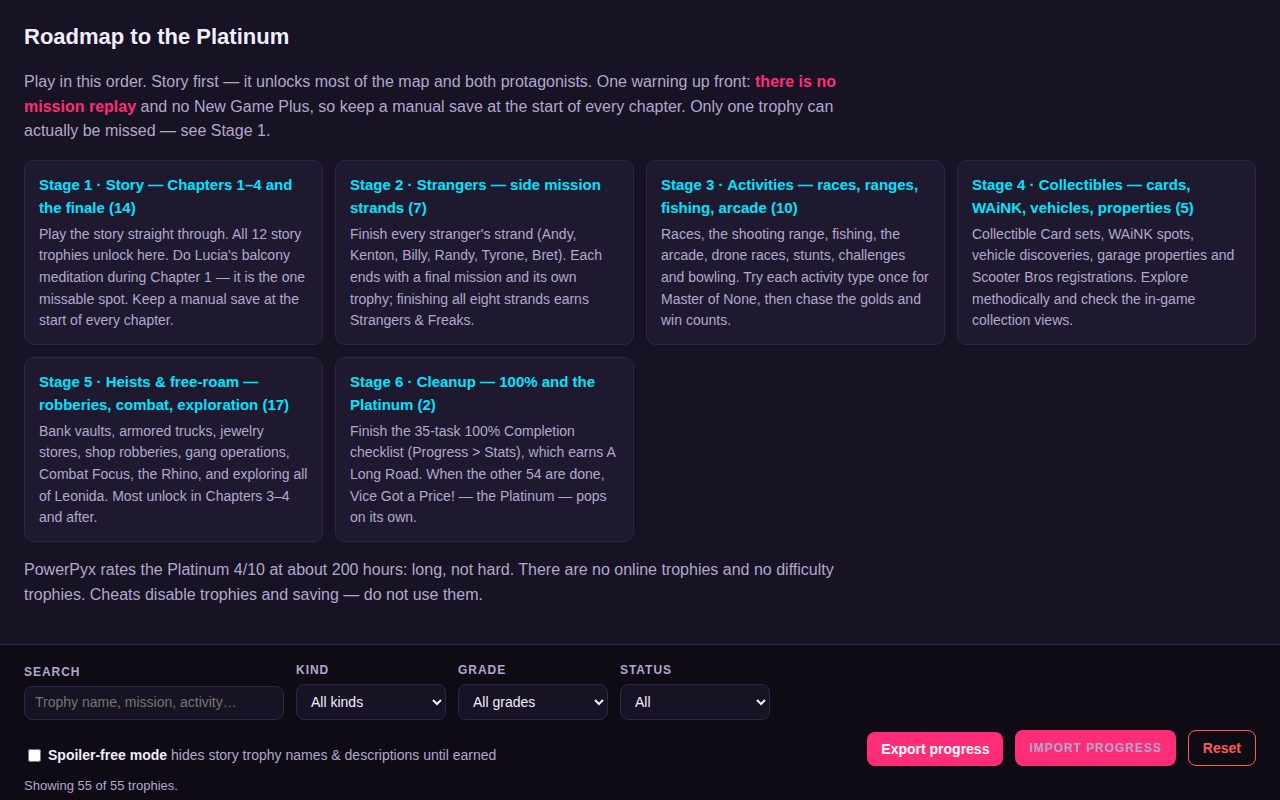 Roadmap to the Platinum
Play in this order. Story first — it unlocks most of the map and both protagonists. One warning up front: there is no
mission replay and no New Game Plus, so keep a manual save at the start of every chapter. Only one trophy can
actually be missed — see Stage 1.
Stage 1 · Story — Chapters 1–4 and
the finale (14)
Play the story straight through. All 12 story
trophies unlock here. Do Lucia's balcony
meditation during Chapter 1 — it is the one
missable spot. Keep a manual save at the
start of every chapter.
Stage 2 · Strangers — side mission
strands (7)
Finish every stranger's strand (Andy,
Kenton, Billy, Randy, Tyrone, Bret). Each
ends with a final mission and its own
trophy; finishing all eight strands earns
Strangers & Freaks.
Stage 3 · Activities — races, ranges,
fishing, arcade (10)
Races, the shooting range, fishing, the
arcade, drone races, stunts, challenges
and bowling. Try each activity type once for
Master of None, then chase the golds and
win counts.
Stage 4 · Collectibles — cards,
WAiNK, vehicles, properties (5)
Collectible Card sets, WAiNK spots,
vehicle discoveries, garage properties and
Scooter Bros registrations. Explore
methodically and check the in-game
collection views.
Stage 5 · Heists & free-roam —
robberies, combat, exploration (17)
Bank vaults, armored trucks, jewelry
stores, shop robberies, gang operations,
Combat Focus, the Rhino, and exploring all
of Leonida. Most unlock in Chapters 3–4
and after.
Stage 6 · Cleanup — 100% and the
Platinum (2)
Finish the 35-task 100% Completion
checklist (Progress > Stats), which earns A
Long Road. When the other 54 are done,
Vice Got a Price! — the Platinum — pops
on its own.
PowerPyx rates the Platinum 4/10 at about 200 hours: long, not hard. There are no online trophies and no difficulty
trophies. Cheats disable trophies and saving — do not use them.
SEARCH
Trophy name, mission, activity…
KIND
All kinds
GRADE
All grades
STATUS
All
Spoiler-free mode hides story trophy names & descriptions until earned
Export progress
IMPORT PROGRESS
Reset
Showing 55 of 55 trophies.